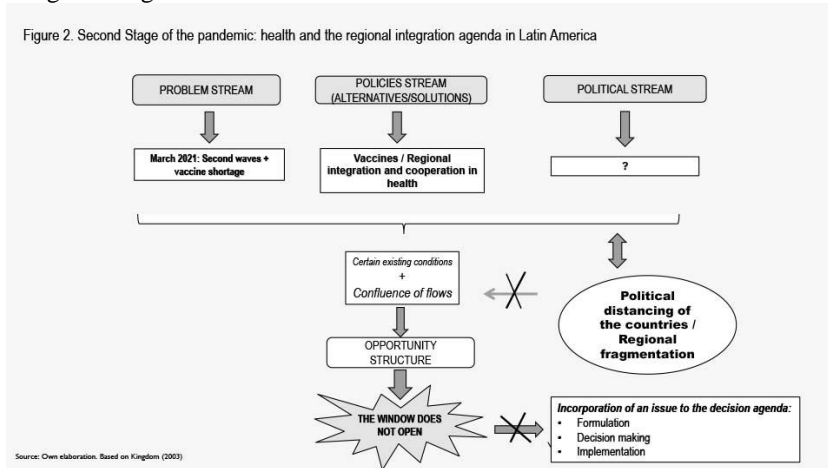 Figure 2. Second Stage of the pandemic: health and the regional integration agenda in Latin America
PROBLEM STREAM
POLICIES STREAM
(ALTERNATIVES/SOLUTIONS)
POLITICAL STREAM
March 2021: Second waves +
vaccine shortage
Vaccines / Regional
integration and cooperation in
health
?
Certain existing conditions
+
Confluence of flows
Political
distancing of
the countries /
Regional
fragmentation
OPPORTUNITY
STRUCTURE
THE WINDOW DOES
NOT OPEN
Incorporation of an issue to the decision agenda:
• Formulation
• Decision making
• Implementation
Source: Own elaboration. Based on Kingdom (2003)